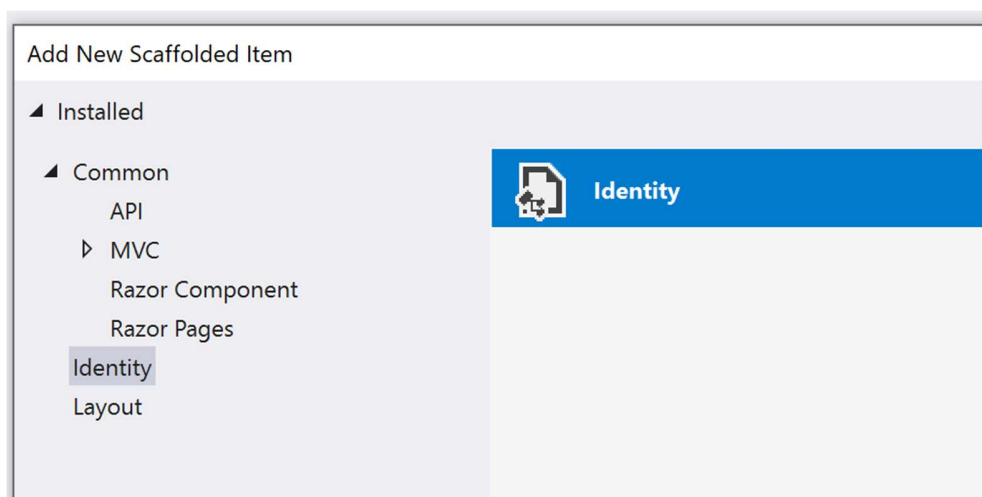 Add New Scaffolded Item
Installed
Common
API
MVC
Razor Component
Razor Pages
Identity
Layout
Identity